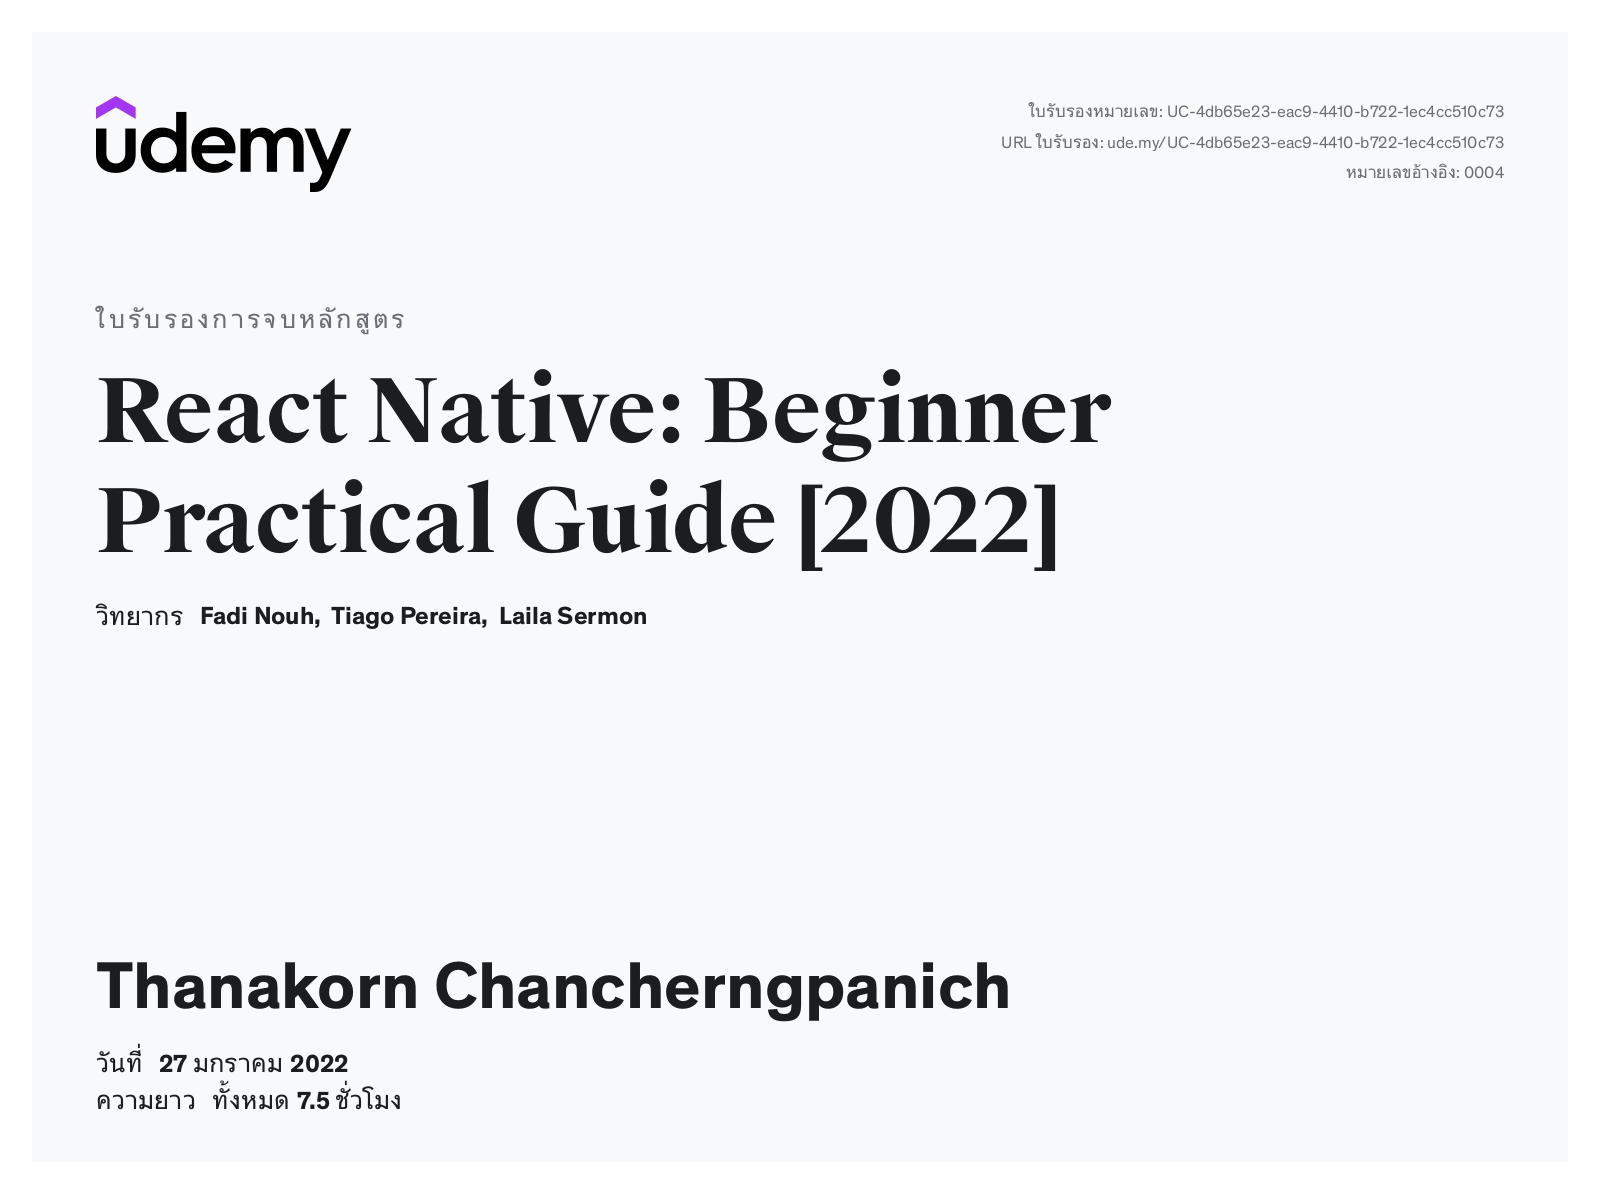 udemy
ใบรับรองหมายเลข: UC-4db65e23-eac9-4410-b722-1ec4cc510c73
URL ใบรับรอง: ude.my/UC-4db65e23-eac9-4410-b722-1ec4cc510c73
หมายเลขอ้างอิง: 0004
ใบรับรองการจบหลักสูตร
React Native: Beginner
Practical Guide [2022]
วิทยากร Fadi Nouh, Tiago Pereira, Laila Sermon
Thanakorn Chancherngpanich
วันที่ 27 มกราคม 2022
ความยาว ทั้งหมด 7.5 ชั่วโมง